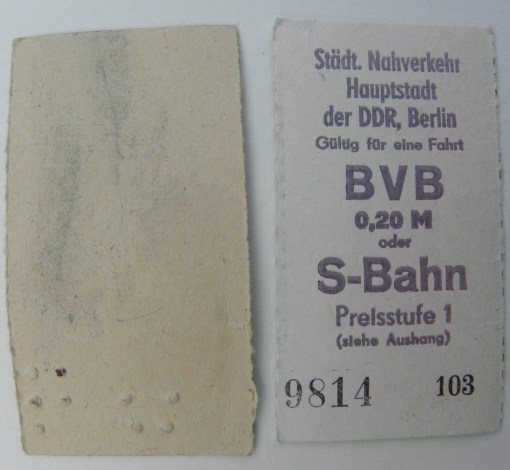 Städt. Nahverkehr
Hauptstadt
der DDR, Berlin
Gültig für eine Fahrt
BVB
0,20 M
oder
S-Bahn
Preisstufe 1
(siehe Aushang)
9814 103